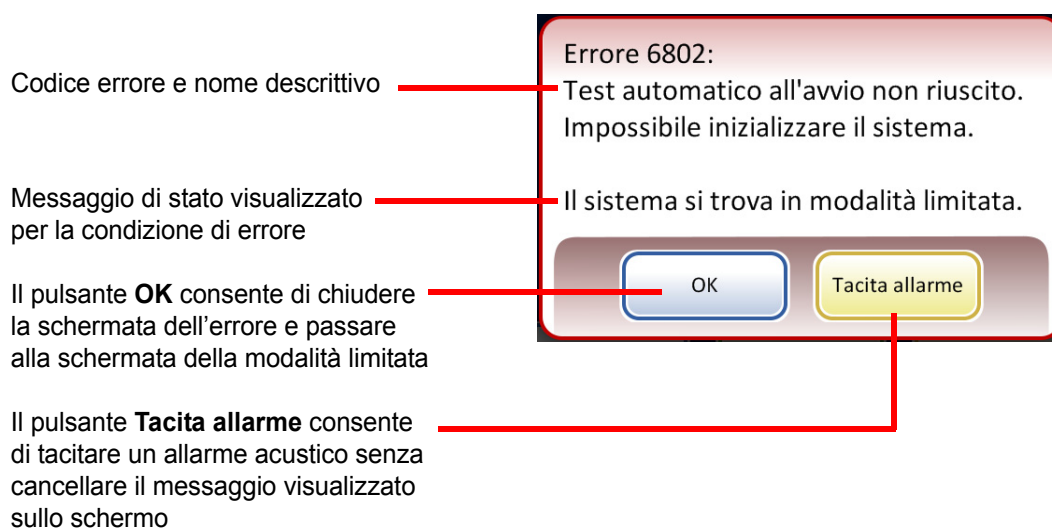 Codice errore e nome descrittivo
Messaggio di stato visualizzato
per la condizione di errore
Il pulsante OK consente di chiudere
la schermata dell’errore e passare
alla schermata della modalità limitata
Il pulsante Tacita allarme consente
di tacitare un allarme acustico senza
cancellare il messaggio visualizzato
sullo schermo
Errore 6802:
Test automatico all'avvio non riuscito.
Impossibile inizializzare il sistema.
Il sistema si trova in modalità limitata.
OK
Tacita allarme